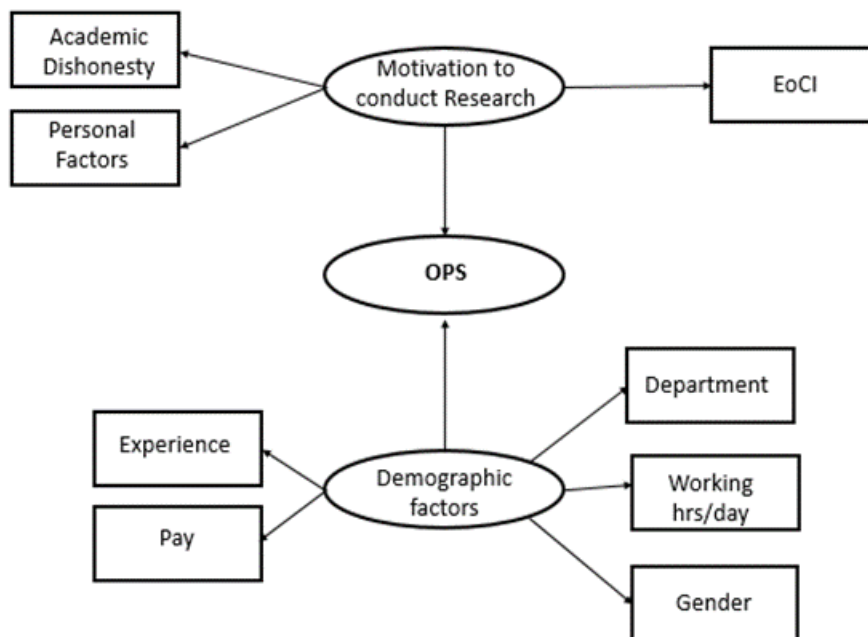 Academic
Dishonesty
Motivation to
conduct Research
EoCI
Personal
Factors
OPS
Department
Experience
Demographic
factors
Working
hrs/day
Pay
Gender